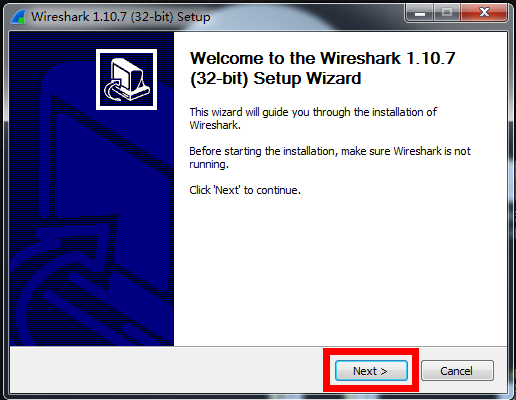 Wireshark 1.10.7 (32-bit) Setup
Welcome to the Wireshark 1.10.7
(32-bit) Setup Wizard
This wizard will guide you through the installation of
Wireshark.
Before starting the installation, make sure Wireshark is not
running.
Click 'Next' to continue.
Next >
Cancel